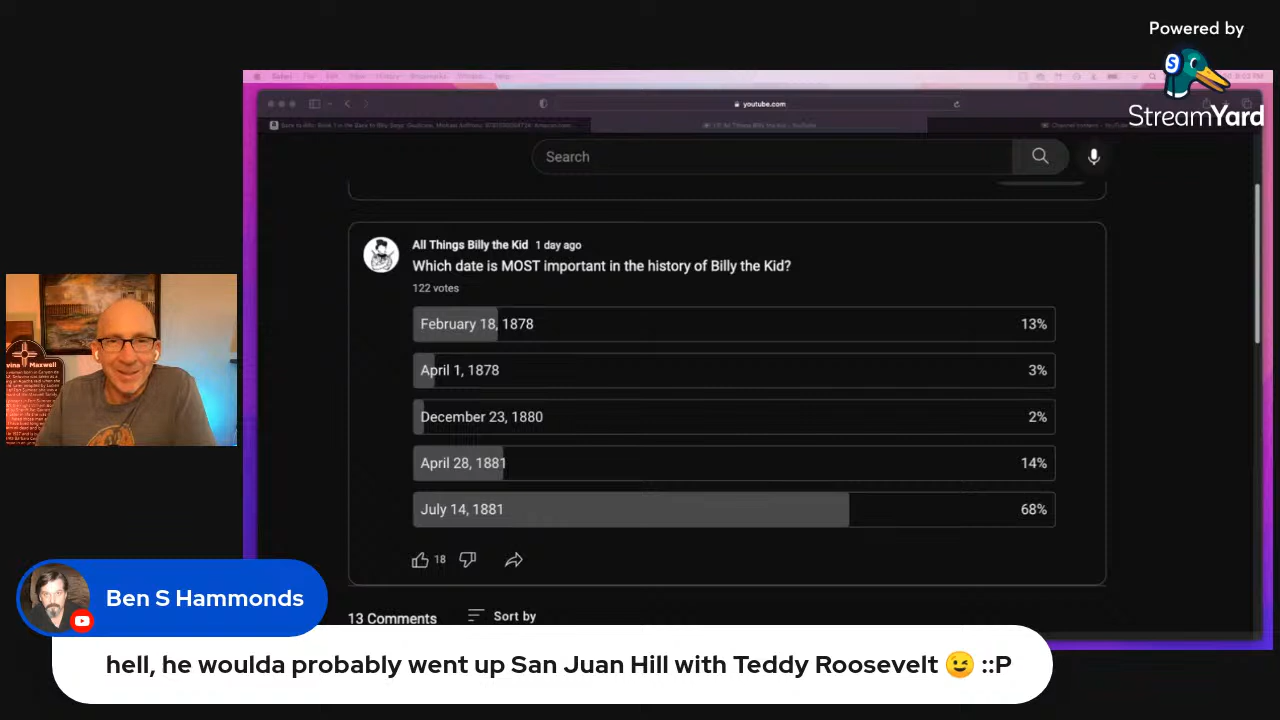 Powered by
StreamYard
youtube.com
Search
All Things Billy the Kid 1 day ago
Which date is MOST important in the history of Billy the Kid?
122 votes
February 18, 1878 13%
April 1, 1878 3%
December 23, 1880 2%
April 28, 1881 14%
July 14, 1881 68%
18
13 Comments Sort by
Maxwell
Ben S Hammonds
hell, he woulda probably went up San Juan Hill with Teddy Roosevelt 😉 ::P